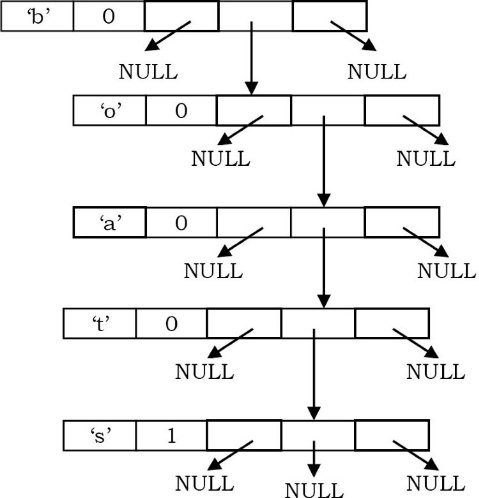 ‘b’ 0
NULL NULL
‘o’ 0
NULL NULL
‘a’ 0
NULL NULL
‘t’ 0
NULL NULL
‘s’ 1
NULL NULL NULL